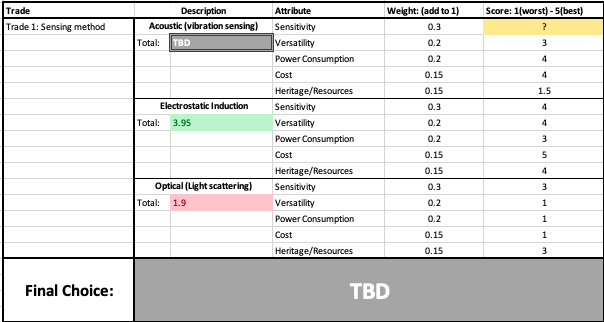 Trade Description Attribute Weight: (add to 1) Score: 1(worst) - 5(best)
Trade 1: Sensing method Acoustic (vibration sensing) Sensitivity 0.3 ?
Total: TBD Versatility 0.2 3
Power Consumption 0.2 4
Cost 0.15 4
Heritage/Resources 0.15 1.5
Electrostatic Induction Sensitivity 0.3 4
Total: 3.95 Versatility 0.2 4
Power Consumption 0.2 3
Cost 0.15 5
Heritage/Resources 0.15 4
Optical (Light scattering) Sensitivity 0.3 3
Total: 1.9 Versatility 0.2 1
Power Consumption 0.2 1
Cost 0.15 1
Heritage/Resources 0.15 3
Final Choice: TBD